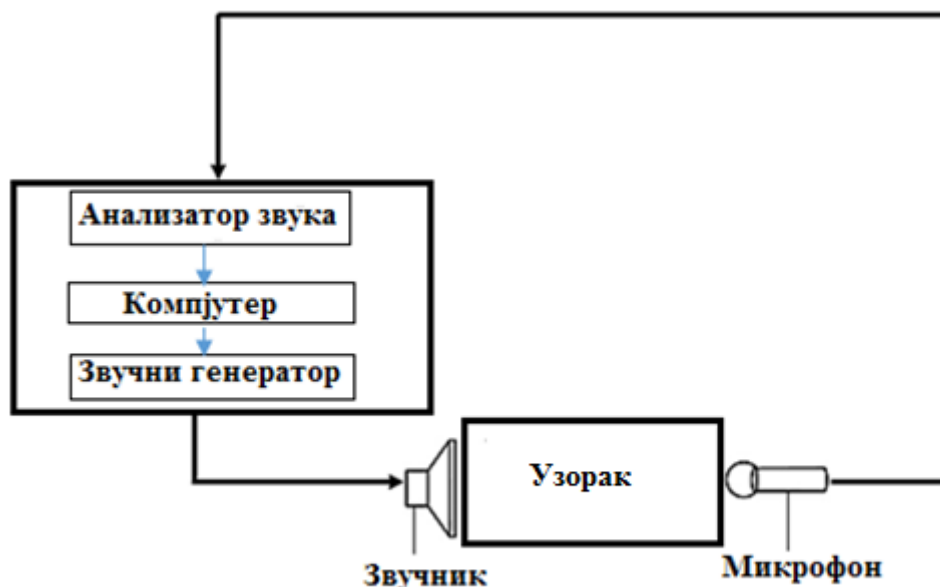 Анализатор звука
Компјутер
Звучни генератор
Узорак
Звучник
Микрофон